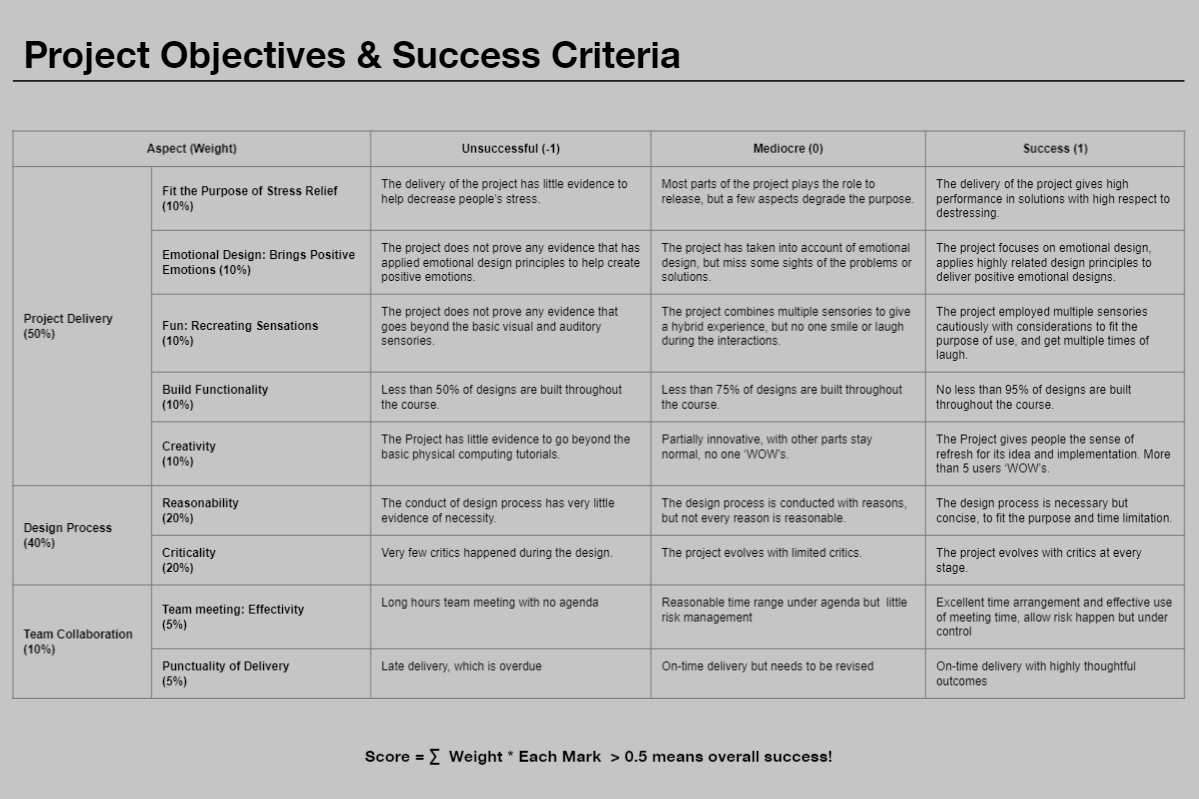 Project Objectives & Success Criteria
Aspect (Weight)
Unsuccessful (-1)
Mediocre (0)
Success (1)
Project Delivery
(50%)
Fit the Purpose of Stress Relief
(10%)
The delivery of the project has little evidence to
help decrease people's stress.
Most parts of the project plays the role to
release, but a few aspects degrade the purpose.
The delivery of the project gives high
performance in solutions with high respect to
destressing.
Emotional Design: Brings Positive
Emotions (10%)
The project does not prove any evidence that has
applied emotional design principles to help create
positive emotions.
The project has taken into account of emotional
design, but miss some sights of the problems or
solutions.
The project focuses on emotional design,
applies highly related design principles to
deliver positive emotional designs.
Fun: Recreating Sensations
(10%)
The project does not prove any evidence that
goes beyond the basic visual and auditory
sensories.
The project combines multiple sensories to give
a hybrid experience, but no one smile or laugh
during the interactions.
The project employed multiple sensories
cautiously with considerations to fit the
purpose of use, and get multiple times of
laugh.
Build Functionality
(10%)
Less than 50% of designs are built throughout
the course.
Less than 75% of designs are built throughout
the course.
No less than 95% of designs are built
throughout the course.
Creativity
(10%)
The Project has little evidence to go beyond the
basic physical computing tutorials.
Partially innovative, with other parts stay
normal, no one 'WOW's.
The Project gives people the sense of
refresh for its idea and implementation. More
than 5 users 'WOW's.
Design Process
(40%)
Reasonability
(20%)
The conduct of design process has very little
evidence of necessity.
The design process is conducted with reasons,
but not every reason is reasonable.
The design process is necessary but
concise, to fit the purpose and time limitation.
Criticality
(20%)
Very few critics happened during the design.
The project evolves with limited critics.
The project evolves with critics at every
stage.
Team Collaboration
(10%)
Team meeting: Effectivity
(5%)
Long hours team meeting with no agenda
Reasonable time range under agenda but little
risk management
Excellent time arrangement and effective use
of meeting time, allow risk happen but under
control
Punctuality of Delivery
(5%)
Late delivery, which is overdue
On-time delivery but needs to be revised
On-time delivery with highly thoughtful
outcomes
Score = ∑ Weight * Each Mark > 0.5 means overall success!